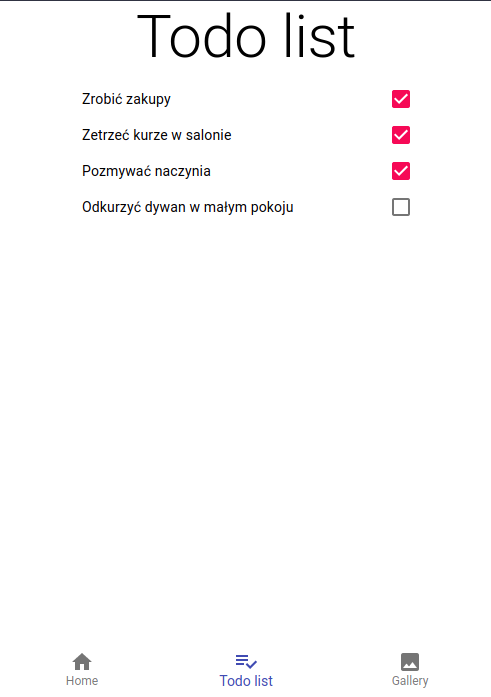 Todo list
Zrobić zakupy
Zetrzeć kurze w salonie
Pozmywać naczynia
Odkurzyć dywan w małym pokoju
Home
Todo list
Gallery